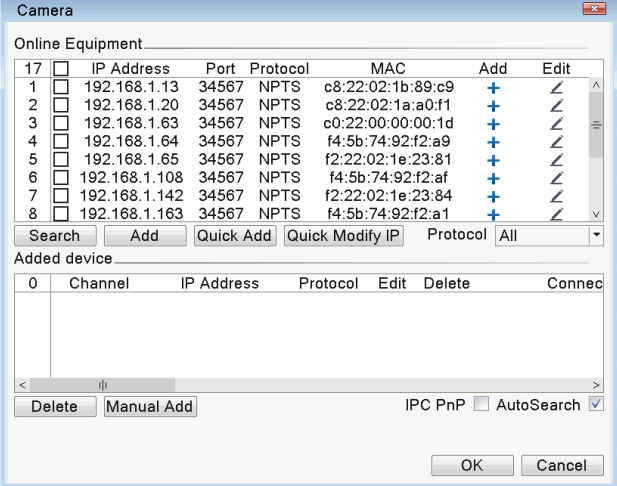 Camera
Online Equipment
17 IP Address Port Protocol MAC Add Edit
1 192.168.1.13 34567 NPTS c8:22:02:1b:89:c9
2 192.168.1.20 34567 NPTS c8:22:02:1a:a0:f1
3 192.168.1.63 34567 NPTS c0:22:00:00:00:1d
4 192.168.1.64 34567 NPTS f4:5b:74:92:f2:a9
5 192.168.1.65 34567 NPTS f2:22:02:1e:23:81
6 192.168.1.108 34567 NPTS f4:5b:74:92:f2:af
7 192.168.1.142 34567 NPTS f2:22:02:1e:23:84
8 192.168.1.163 34567 NPTS f4:5b:74:92:f2:a1
Search Add Quick Add Quick Modify IP Protocol All
Added device
0 Channel IP Address Protocol Edit Delete Connec
Delete Manual Add IPC PnP AutoSearch
OK Cancel